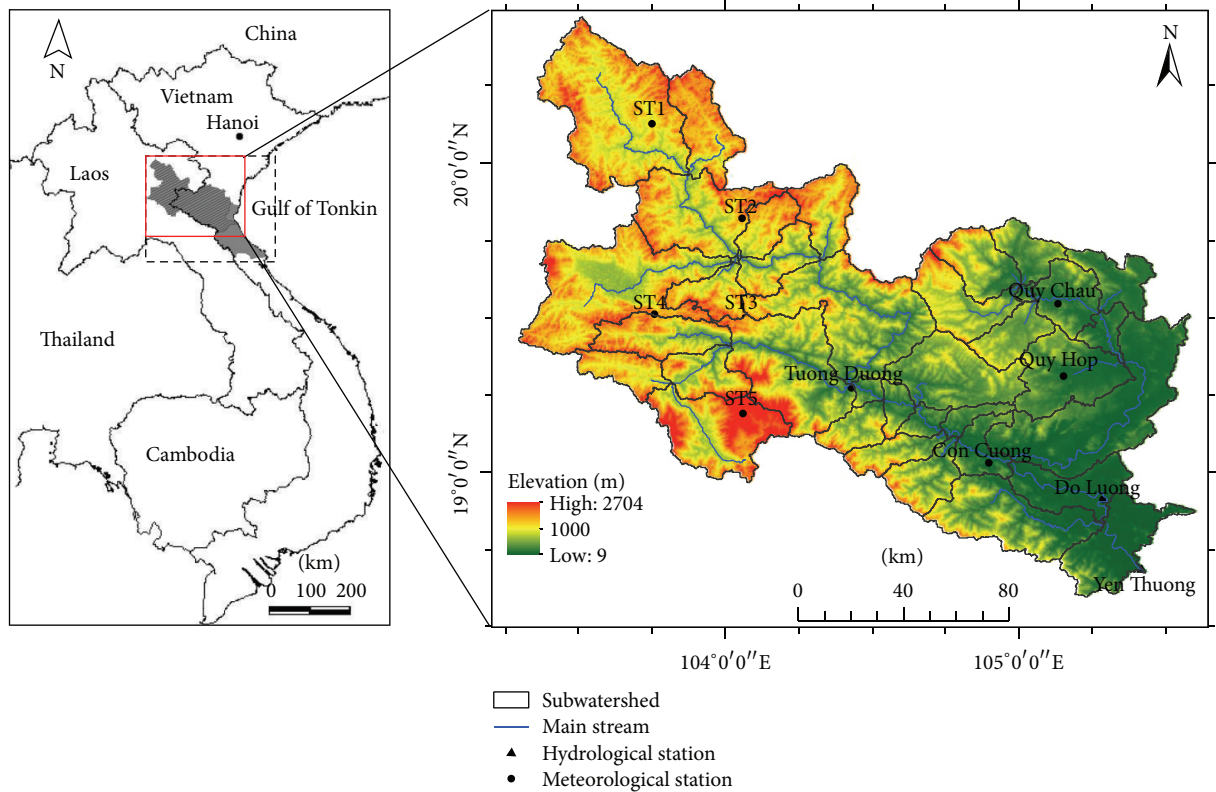 China
N
Vietnam
Hanoi
Laos
Gulf of Tonkin
Thailand
Cambodia
(km)
0 100 200
N
ST1
20°0′0″N
ST2
Quy Chau
ST4
ST3
Quy Hop
Tuong Duong
ST5
Con Cuong
19°0′0″N
Elevation (m)
High: 2704
1000
Low: 9
Do Luong
(km)
Yen Thuong
0 40 80
104°0′0″E
105°0′0″E
Subwatershed
Main stream
Hydrological station
Meteorological station